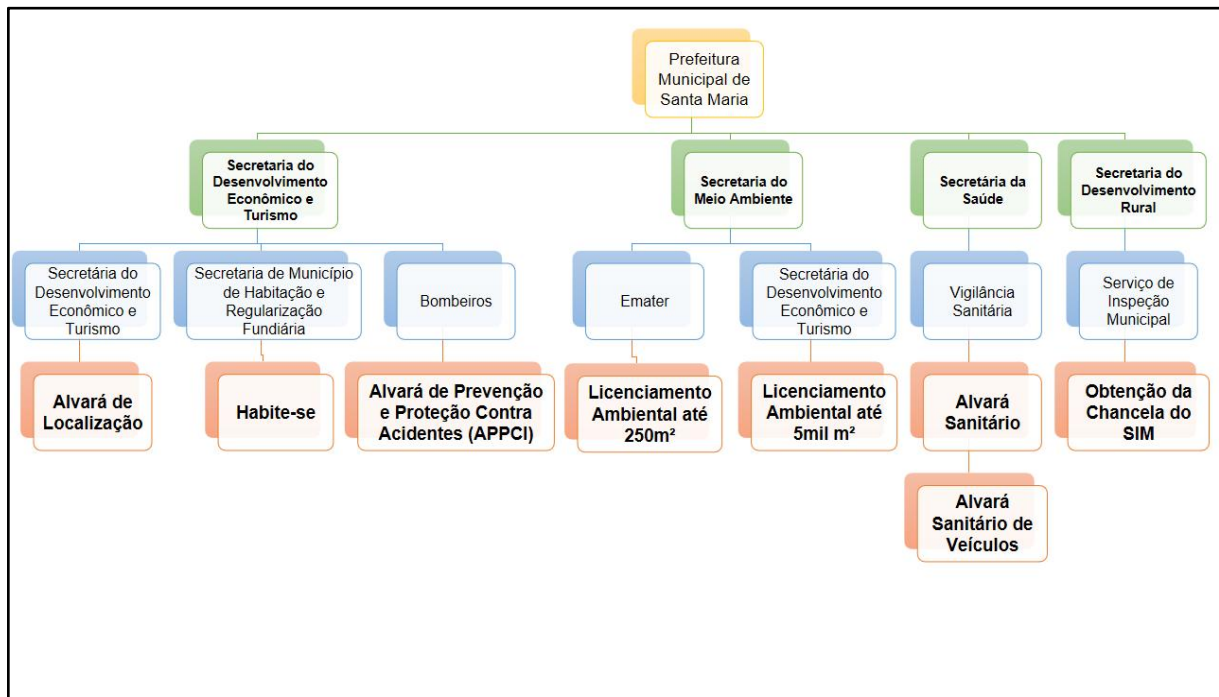 Prefeitura
Municipal de
Santa Maria
Secretaria do
Desenvolvimento
Econômico e
Turismo
Secretaria do
Meio Ambiente
Secretária da
Saúde
Secretaria do
Desenvolvimento
Rural
Secretária do
Desenvolvimento
Econômico e
Turismo
Secretaria de Município
de Habitação e
Regularização
Fundiária
Bombeiros
Emater
Secretária do
Desenvolvimento
Econômico e
Turismo
Vigilância
Sanitária
Serviço de
Inspeção
Municipal
Alvará de
Localização
Habite-se
Alvará de Prevenção
e Proteção Contra
Acidentes (APPCI)
Licenciamento
Ambiental até
250m²
Licenciamento
Ambiental até
5mil m²
Alvará
Sanitário
Obtenção da
Chancela do
SIM
Alvará
Sanitário de
Veículos